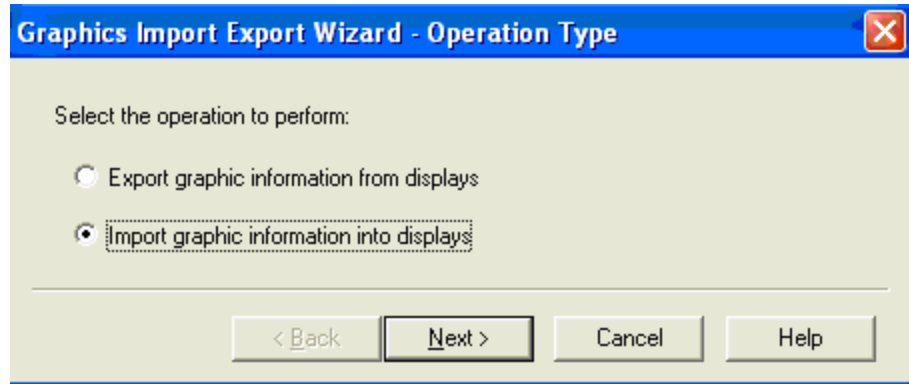 Graphics Import Export Wizard - Operation Type
Select the operation to perform:
Export graphic information from displays
Import graphic information into displays
< Back Next > Cancel Help